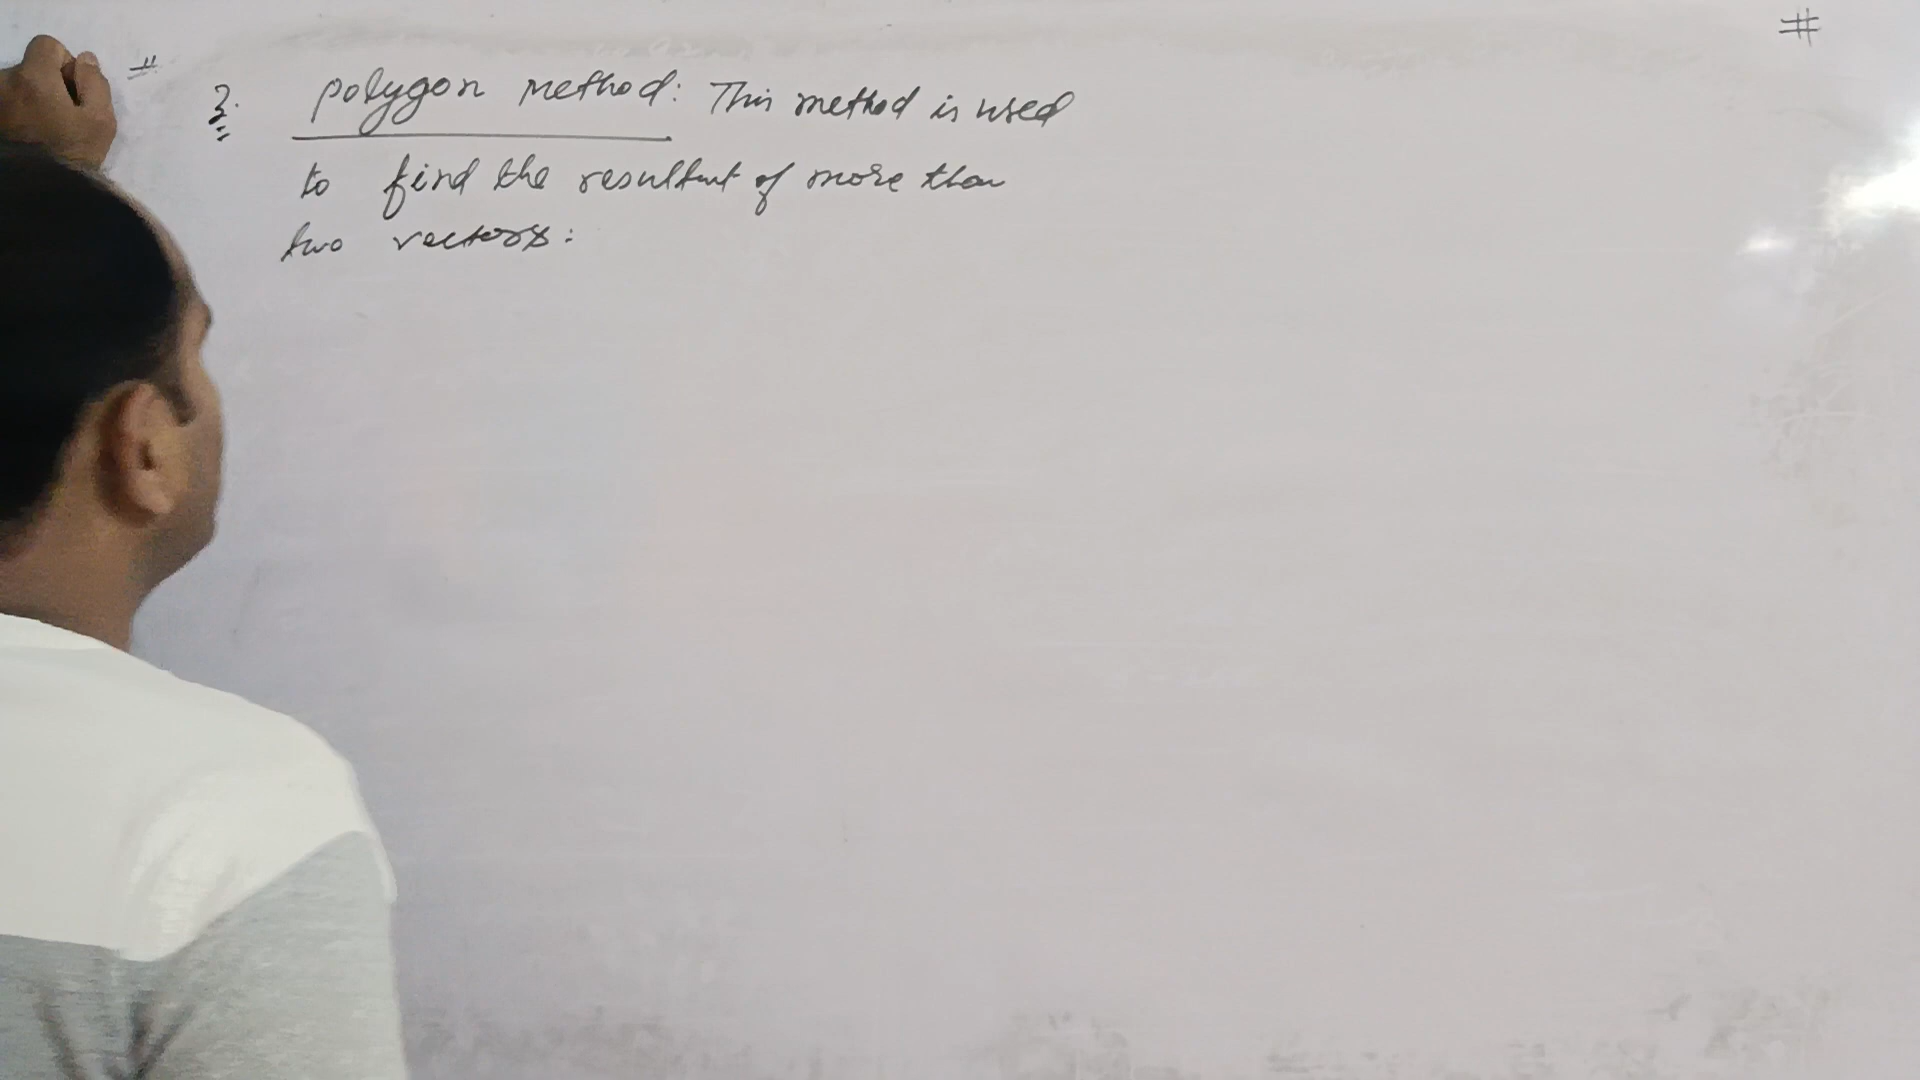 #
#
3. polygon method: This method is used
to find the resultant of more than
two vectors: